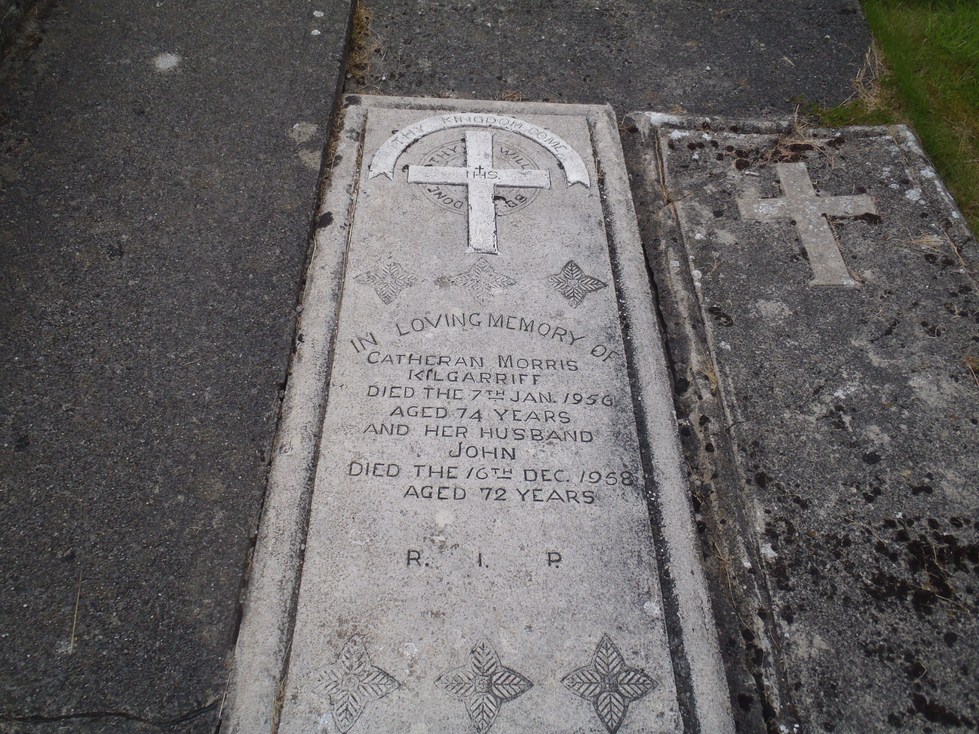 THY KINGDOM COME
THY WILL
IHS
BE DONE
IN LOVING MEMORY OF
CATHERAN MORRIS
KILGARRIFF
DIED THE 7TH JAN. 1956
AGED 74 YEARS
AND HER HUSBAND
JOHN
DIED THE 16TH DEC. 1958
AGED 72 YEARS
R. I. P.